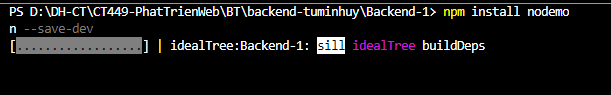 PS D:\DH-CT\CT449-PhatTrienWeb\BT\backend-tuminhuy\Backend-1> npm install nodemo
n --save-dev
[..................] | idealTree:Backend-1: sill idealTree buildDeps